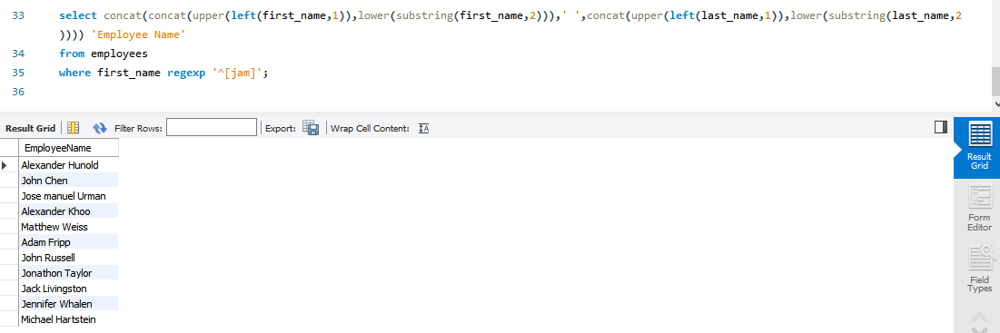 33 select concat(concat(upper(left(first_name,1)),lower(substring(first_name,2))),' ',concat(upper(left(last_name,1)),lower(substring(last_name,2
)))) 'Employee Name'
34 from employees
35 where first_name regexp '^[jam]';
36
Result Grid Filter Rows: Export: Wrap Cell Content: IA
EmployeeName
Alexander Hunold
John Chen
Jose manuel Urman
Alexander Khoo
Matthew Weiss
Adam Fripp
John Russell
Jonathon Taylor
Jack Livingston
Jennifer Whalen
Michael Hartstein
Result
Grid
Form
Editor
Field
Types